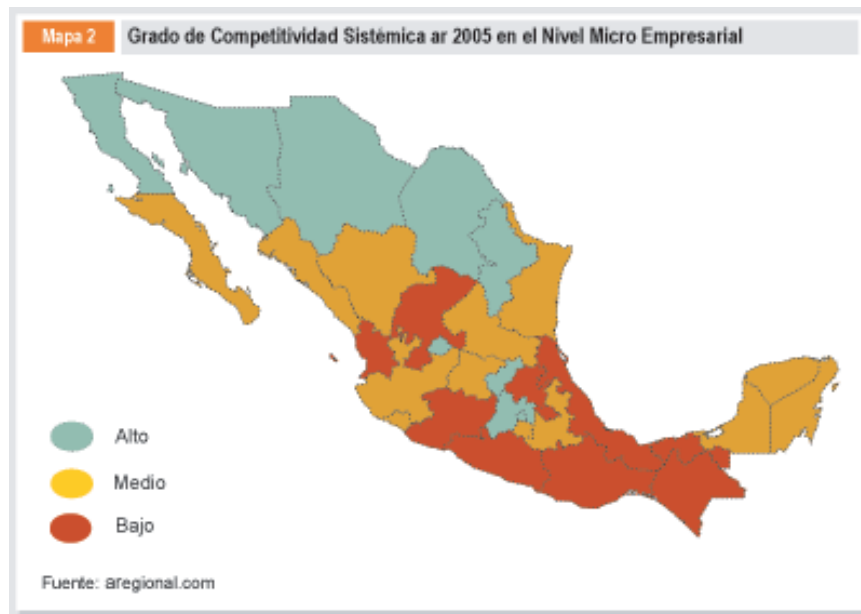 Mapa 2 Grado de Competitividad Sistémica ar 2005 en el Nivel Micro Empresarial
Alto
Medio
Bajo
Fuente: aregional.com